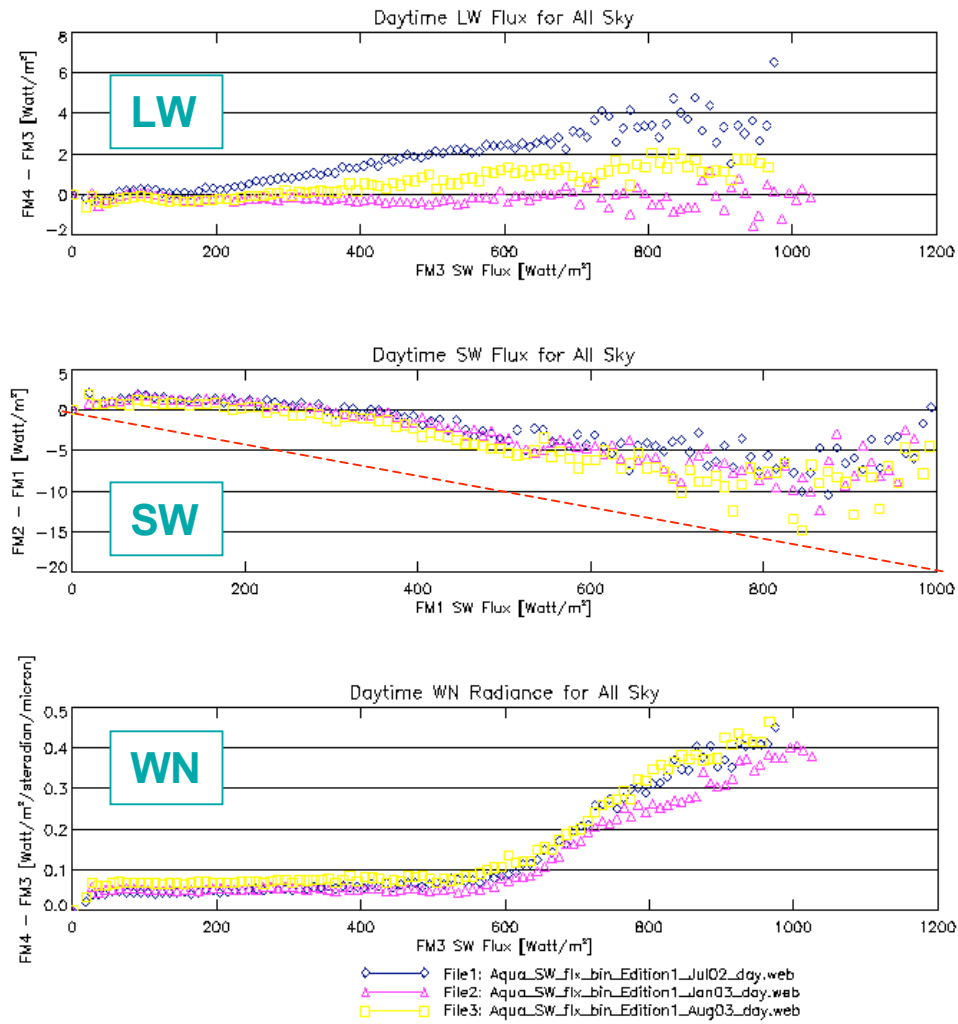 Daytime LW Flux for All Sky
8
6
4
2
0
-2
FM4 - FM3 [Watt/m²]
LW
0 200 400 600 800 1000 1200
FM3 SW Flux [Watt/m²]
Daytime SW Flux for All Sky
5
0
-5
-10
-15
-20
FM2 - FM1 [Watt/m²]
SW
0 200 400 600 800 1000
FM1 SW Flux [Watt/m²]
Daytime WN Radiance for All Sky
0.5
0.4
0.3
0.2
0.1
0.0
FM4 - FM3 [Watt/m²/steradian/micron]
WN
0 200 400 600 800 1000 1200
FM3 SW Flux [Watt/m²]
File1: Aqua_SW_flx_bin_Edition1_Jul02_day.web
File2: Aqua_SW_flx_bin_Edition1_Jan03_day.web
File3: Aqua_SW_flx_bin_Edition1_Aug03_day.web